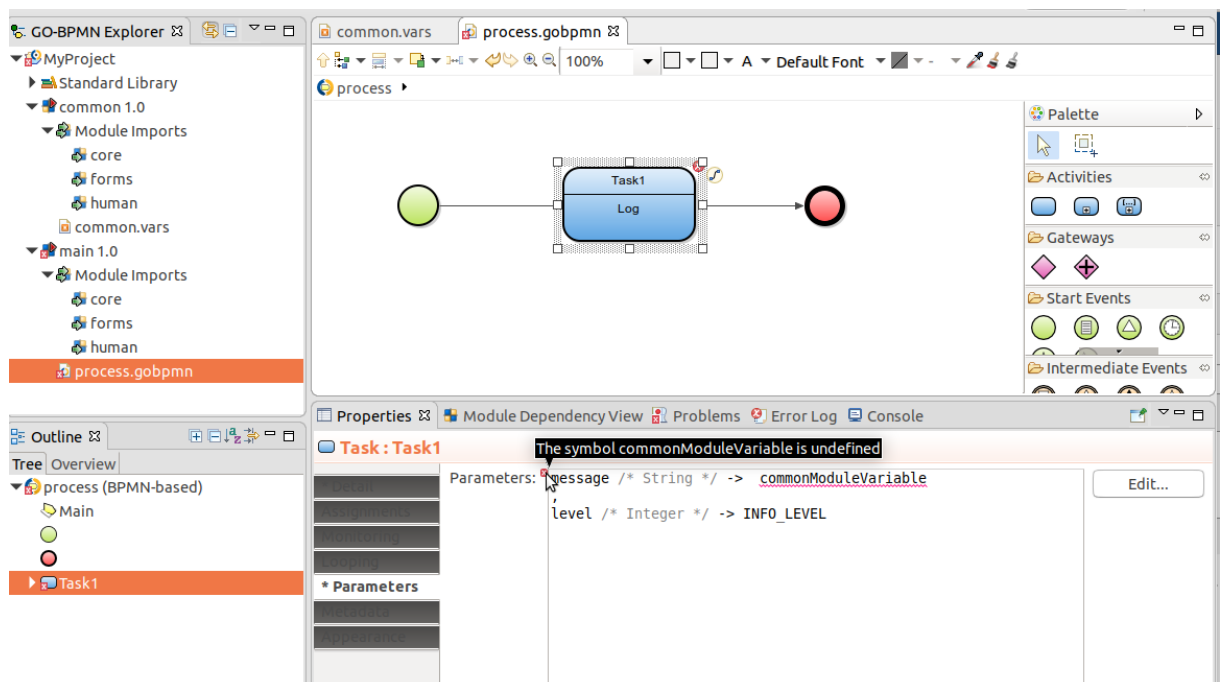 GO-BPMN Explorer
MyProject
Standard Library
common 1.0
Module Imports
core
forms
human
common.vars
main 1.0
Module Imports
core
forms
human
process.gobpmn
common.vars
process.gobpmn
100%
A
Default Font
process
Task1
Log
Palette
Activities
Gateways
Start Events
Intermediate Events
Outline
Tree
Overview
process (BPMN-based)
Main
Task1
Properties
Module Dependency View
Problems
Error Log
Console
Task : Task1
The symbol commonModuleVariable is undefined
* Detail
Assignments
Monitoring
Looping
* Parameters
Metadata
Appearance
Parameters:
message /* String */ -> commonModuleVariable
,
level /* Integer */ -> INFO_LEVEL
Edit...